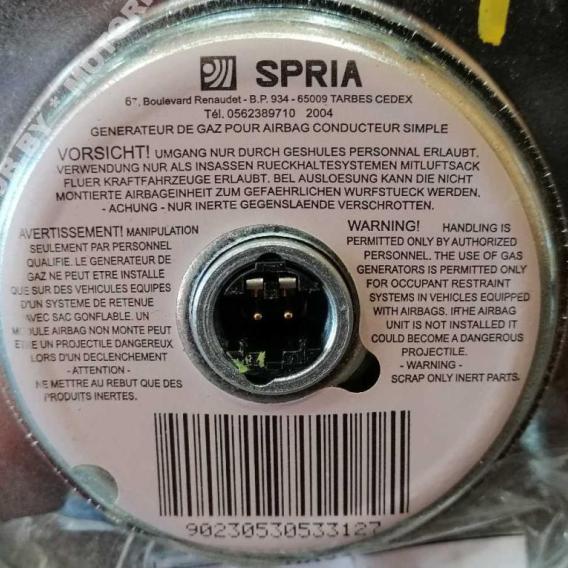 SPRIA
67, Boulevard Renaudet - B.P. 934 - 65009 TARBES CEDEX
Tél. 0562389710 2004
GENERATEUR DE GAZ POUR AIRBAG CONDUCTEUR SIMPLE
VORSICHT! UMGANG NUR DURCH GESHULES PERSONNAL ERLAUBT.
VERWENDUNG NUR ALS INSASSEN RUECKHALTESYSTEMEN MITLUFTSACK
FLUER KRAFTFAHRZEUGE ERLAUBT. BEL AUSLOESUNG KANN DIE NICHT
MONTIERTE AIRBAGEINHEIT ZUM GEFAEHRLICHEN WURFSTUECK WERDEN.
- ACHUNG - NUR INERTE GEGENSLAENDE VERSCHROTTEN.
AVERTISSEMENT! MANIPULATION
SEULEMENT PAR PERSONNEL
QUALIFIE. LE GENERATEUR DE
GAZ NE PEUT ETRE INSTALLE
QUE SUR DES VEHICULES EQUIPES
D'UN SYSTEME DE RETENUE
AVEC SAC GONFLABLE. UN
MODULE AIRBAG NON MONTE PEUT
ETRE UN PROJECTILE DANGEREUX
LORS D'UN DECLENCHEMENT
- ATTENTION -
NE METTRE AU REBUT QUE DES
PRODUITS INERTES.
WARNING! HANDLING IS
PERMITTED ONLY BY AUTHORIZED
PERSONNEL. THE USE OF GAS
GENERATORS IS PERMITTED ONLY
FOR OCCUPANT RESTRAINT
SYSTEMS IN VEHICLES EQUIPPED
WITH AIRBAGS. IFTHE AIRBAG
UNIT IS NOT INSTALLED IT
COULD BECOME A DANGEROUS
PROJECTILE.
- WARNING -
SCRAP ONLY INERT PARTS.
90230530533127